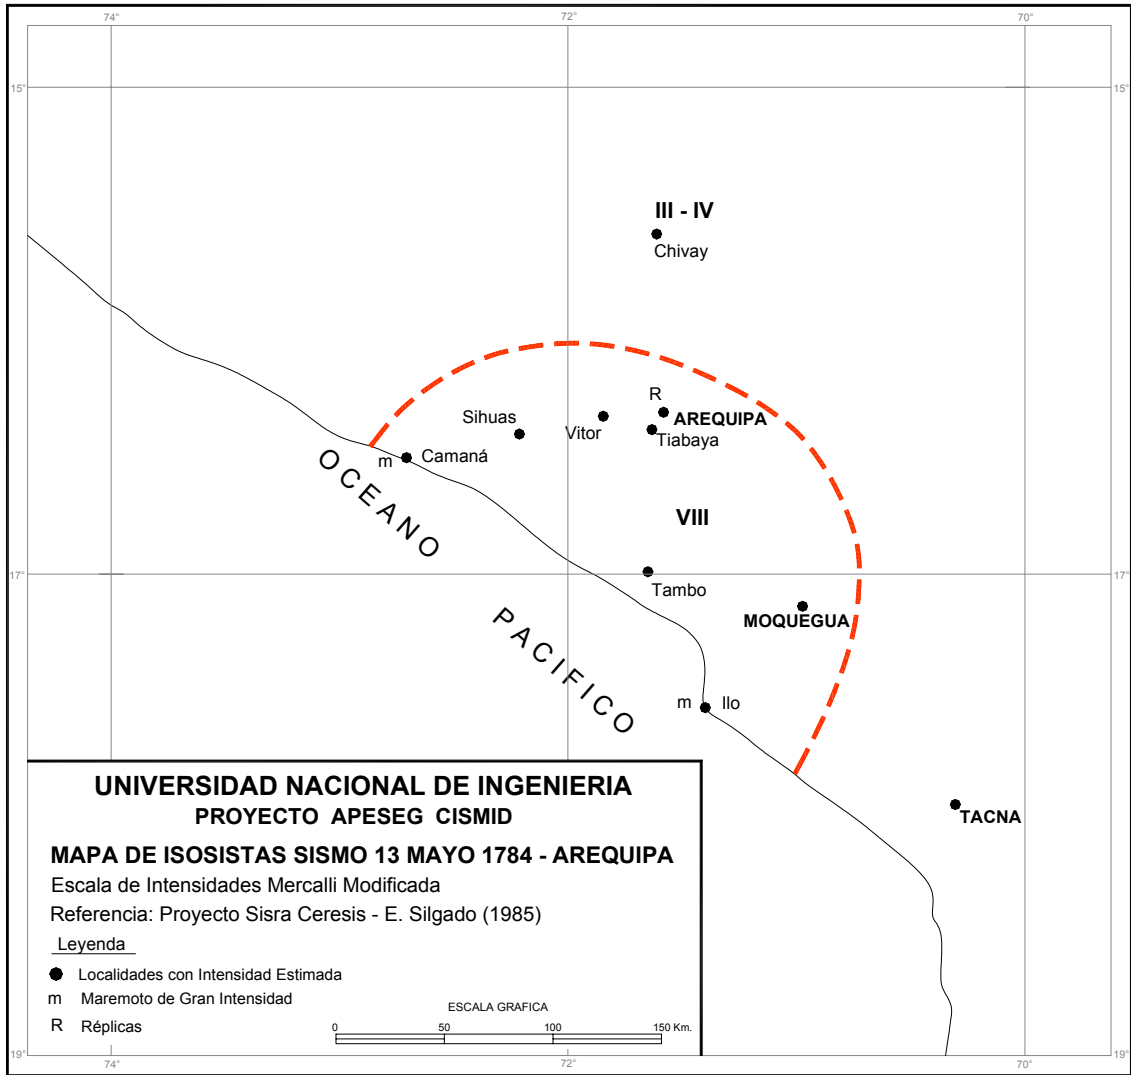 74°
72°
70°
15°
15°
III - IV
Chivay
R
AREQUIPA
Sihuas
Vitor
Tiabaya
m
Camaná
OCEANO
VIII
17°
17°
Tambo
MOQUEGUA
PACIFICO
m
Ilo
TACNA
UNIVERSIDAD NACIONAL DE INGENIERIA
PROYECTO APESEG CISMID
MAPA DE ISOSISTAS SISMO 13 MAYO 1784 - AREQUIPA
Escala de Intensidades Mercalli Modificada
Referencia: Proyecto Sisra Ceresis - E. Silgado (1985)
Leyenda
Localidades con Intensidad Estimada
m Maremoto de Gran Intensidad
R Réplicas
ESCALA GRAFICA
0 50 100 150 Km.
19°
19°
74°
72°
70°